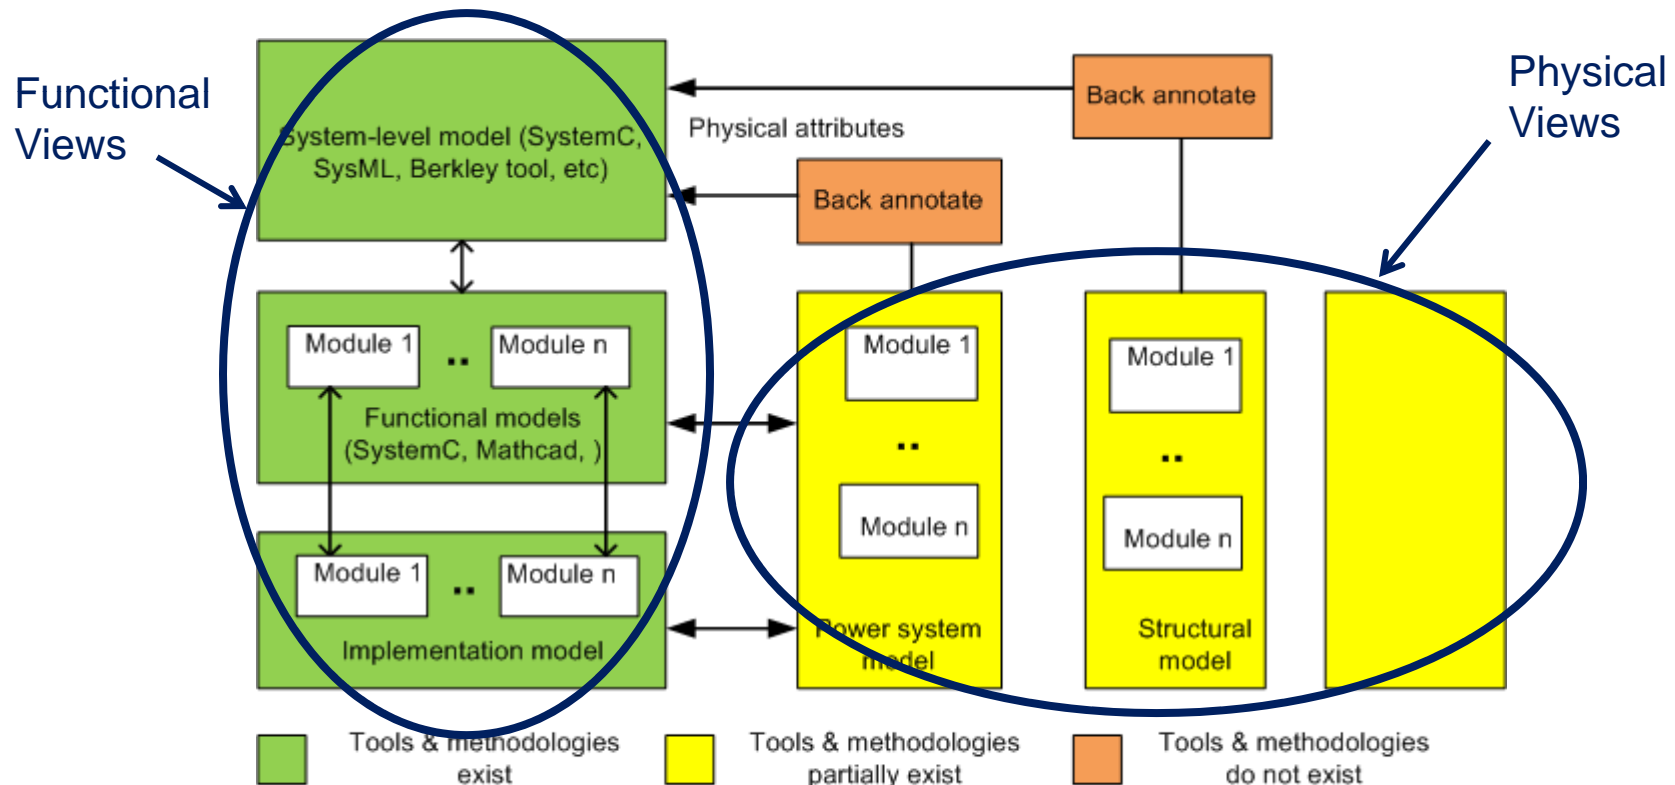 Functional
Views
Physical
Views
System-level model (SystemC,
SysML, Berkley tool, etc)
Back annotate
Physical attributes
Back annotate
Module 1
..
Module n
Functional models
(SystemC, Mathcad, )
Module 1
..
Module n
Implementation model
Module 1
..
Module n
Power system
model
Module 1
..
Module n
Structural
model
Tools & methodologies
exist
Tools & methodologies
partially exist
Tools & methodologies
do not exist